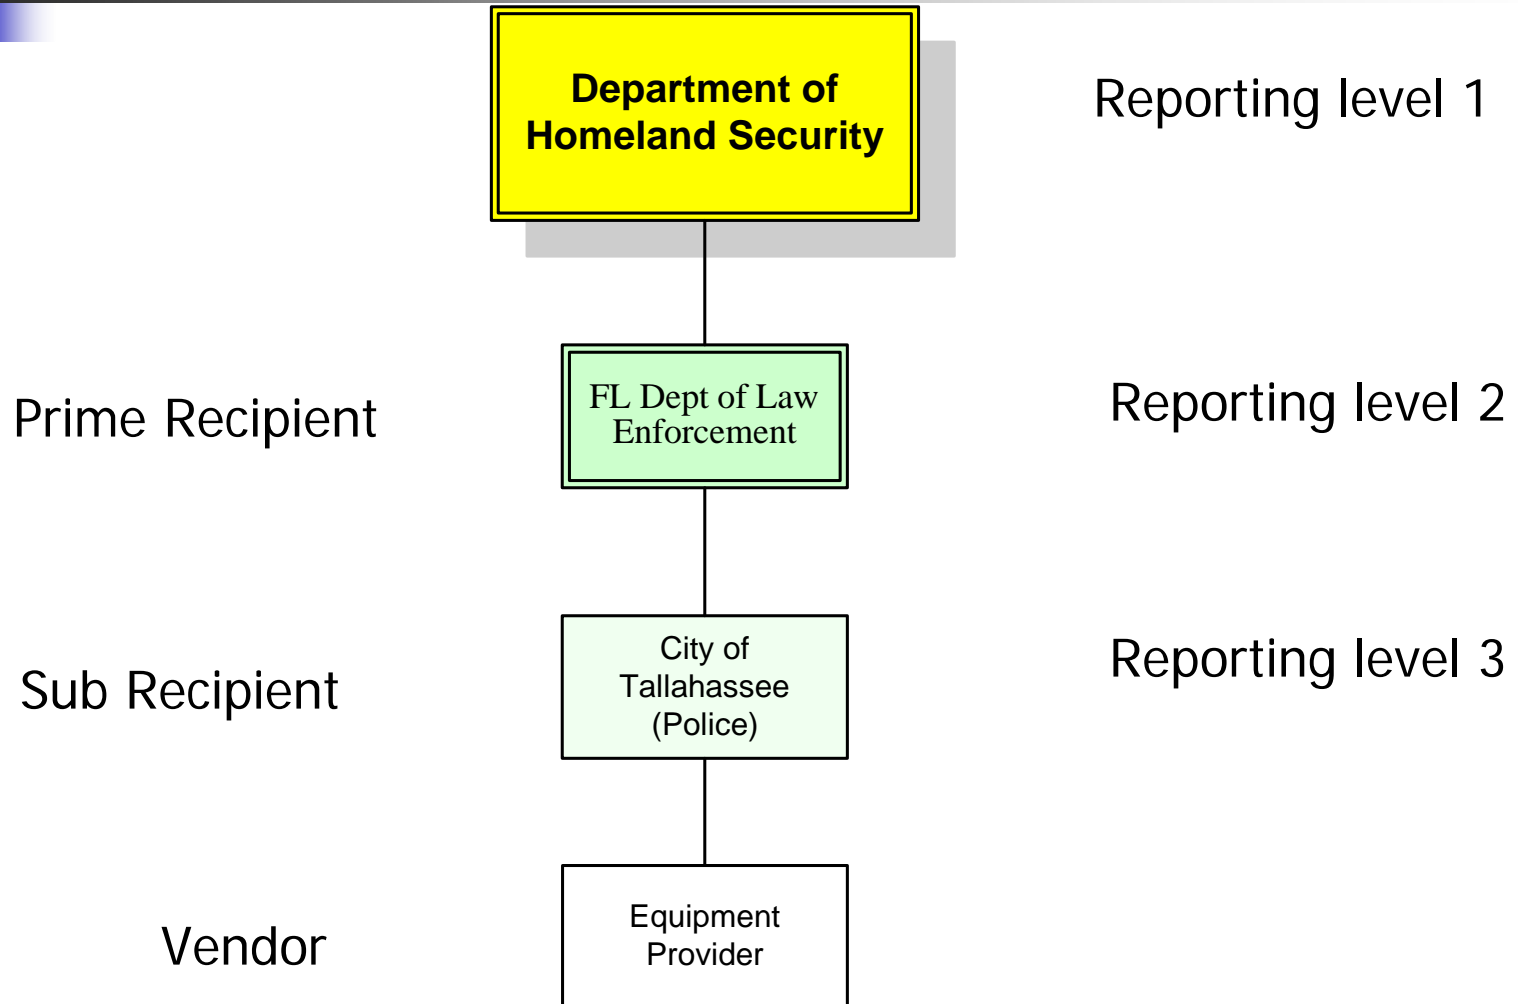 Department of
Homeland Security
Reporting level 1
Prime Recipient
FL Dept of Law
Enforcement
Reporting level 2
Sub Recipient
City of
Tallahassee
(Police)
Reporting level 3
Vendor
Equipment
Provider